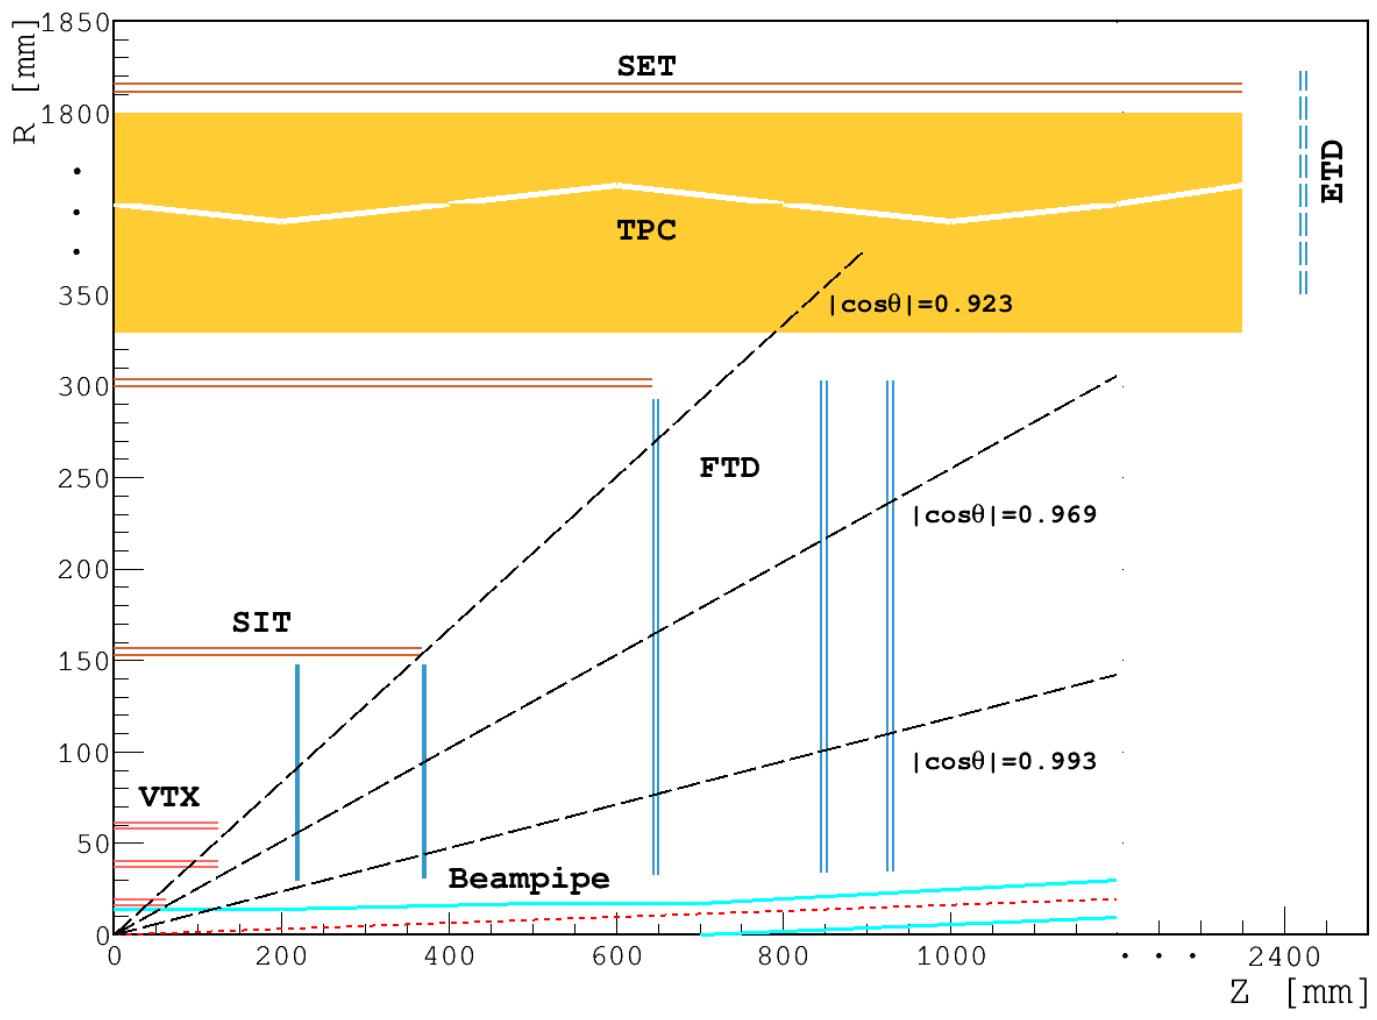 1850
R [mm]
SET
1800
ETD
TPC
350
|cosθ|=0.923
300
FTD
250
|cosθ|=0.969
200
SIT
150
100
|cosθ|=0.993
VTX
50
Beampipe
0
0 200 400 600 800 1000 . . . 2400
Z [mm]